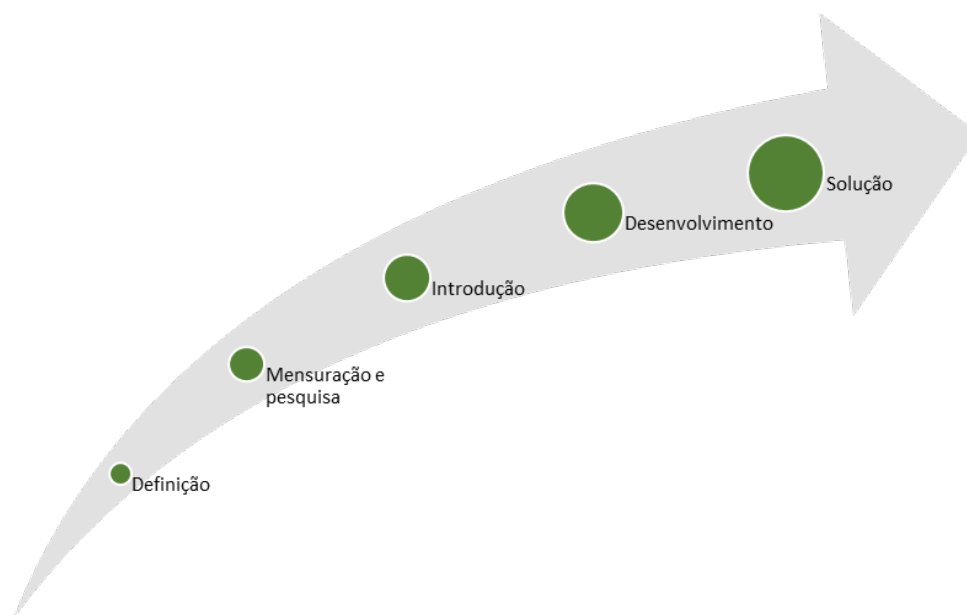 Solução
Desenvolvimento
Introdução
Mensuração e
pesquisa
Definição